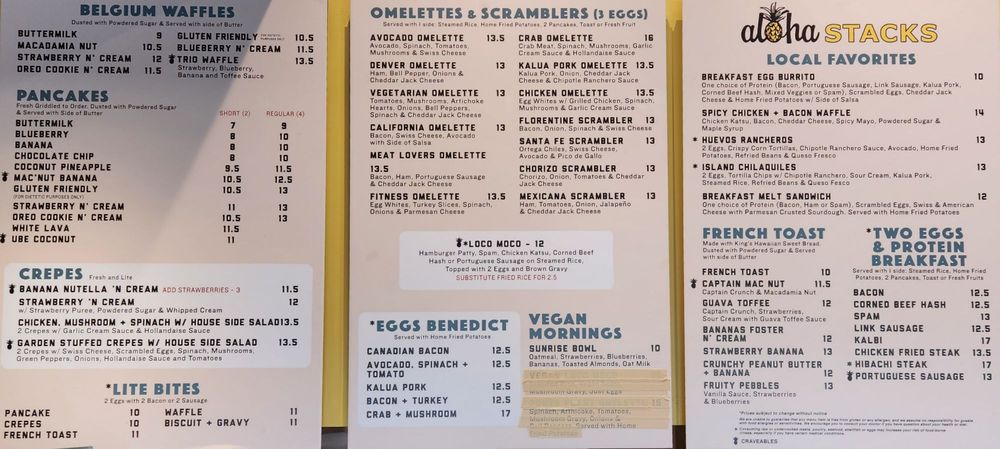 BELGIUM WAFFLES
Dusted with Powdered Sugar & Served with side of Butter
BUTTERMILK 9
MACADAMIA NUT 10.5
STRAWBERRY N' CREAM 12
OREO COOKIE N' CREAM 11.5
GLUTEN FRIENDLY 10.5
BLUEBERRY N' CREAM 11.5
*TRIO WAFFLE 13.5
Strawberry, Blueberry,
Banana and Toffee Sauce
PANCAKES
Fresh Griddled to Order. Dusted with Powdered Sugar
& Served with Side of Butter
SHORT (2) REGULAR (4)
BUTTERMILK 7 9
BLUEBERRY 8 10
BANANA 8 10
CHOCOLATE CHIP 8 10
COCONUT PINEAPPLE 9.5 11.5
MAC'NUT BANANA 10.5 12.5
GLUTEN FRIENDLY 10.5 13
(FOR DIETETIC PURPOSES ONLY)
STRAWBERRY N' CREAM 11 13
OREO COOKIE N' CREAM 10.5 13
WHITE LAVA 11.5
UBE COCONUT 11
CREPES Fresh and Lite
BANANA NUTELLA 'N CREAM ADD STRAWBERRIES - 3 11.5
STRAWBERRY 'N CREAM 12
w/ Strawberry Puree, Powdered Sugar & Whipped Cream
CHICKEN, MUSHROOM + SPINACH W/ HOUSE SIDE SALAD 13.5
2 Crepes w/ Garlic Cream Sauce & Hollandaise Sauce
GARDEN STUFFED CREPES W/ HOUSE SIDE SALAD 13.5
2 Crepes w/ Swiss Cheese, Scrambled Eggs, Spinach, Mushrooms,
Green Peppers, Onions, Hollandaise Sauce and Tomatoes
*LITE BITES
2 Eggs with 2 Bacon or 2 Sausage
PANCAKE 10
CREPES 10
FRENCH TOAST 11
WAFFLE 11
BISCUIT + GRAVY 11
OMELETTES & SCRAMBLERS (3 EGGS)
Served with 1 side: Steamed Rice, Home Fried Potatoes, 2 Pancakes, Toast or Fresh Fruit
AVOCADO OMELETTE 13.5
Avocado, Spinach, Tomatoes,
Mushrooms & Swiss Cheese
DENVER OMELETTE 13
Ham, Bell Pepper, Onions &
Cheddar Jack Cheese
VEGETARIAN OMELETTE 13
Tomatoes, Mushrooms, Artichoke
Hearts, Onions, Bell Peppers,
Spinach & Cheddar Jack Cheese
CALIFORNIA OMELETTE 13
Bacon, Swiss Cheese, Avocado
with Side of Salsa
MEAT LOVERS OMELETTE
13.5
Bacon, Ham, Portuguese Sausage
& Cheddar Jack Cheese
FITNESS OMELETTE 13.5
Egg Whites, Turkey Slices, Spinach,
Onions & Parmesan Cheese
CRAB OMELETTE 16
Crab Meat, Spinach, Mushrooms, Garlic
Cream Sauce & Hollandaise Sauce
KALUA PORK OMELETTE 13.5
Kalua Pork, Onion, Cheddar Jack
Cheese & Chipotle Ranchero Sauce
CHICKEN OMELETTE 13.5
Egg Whites w/ Grilled Chicken, Spinach,
Mushrooms & Garlic Cream Sauce
FLORENTINE SCRAMBLER 13
Bacon, Onion, Spinach & Swiss Cheese
SANTA FE SCRAMBLER 13
Ortega Chiles, Swiss Cheese,
Avocado & Pico de Gallo
CHORIZO SCRAMBLER 13
Chorizo, Onion, Tomatoes & Cheddar
Jack Cheese
MEXICANA SCRAMBLER 13
Ham, Tomatoes, Onion, Jalapeño
& Cheddar Jack Cheese
*LOCO MOCO - 12
Hamburger Patty, Spam, Chicken Katsu, Corned Beef
Hash or Portuguese Sausage on Steamed Rice,
Topped with 2 Eggs and Brown Gravy
SUBSTITUTE FRIED RICE FOR 2.5
*EGGS BENEDICT
Served with Home Fried Potatoes
CANADIAN BACON 12.5
AVOCADO, SPINACH + TOMATO 12.5
KALUA PORK 12.5
BACON + TURKEY 12.5
CRAB + MUSHROOM 17
VEGAN
MORNINGS
SUNRISE BOWL 10
Oatmeal, Strawberries, Blusberries,
Bananas, Toasted Almonds, Oat Milk
Spinach, Artichoke, Tomatoes,
Mushroom Gravy, Onions &
Bell Peppers, Served with Home
aloha STACKS
LOCAL FAVORITES
BREAKFAST EGG BURRITO 10
One choice of Protein (Bacon, Portuguese Sausage, Link Sausage, Kalua Pork,
Corned Beef Hash, Mixed Veggies or Spam), Scrambled Eggs, Cheddar Jack
Cheese & Home Fried Potatoes w/ Side of Salsa
SPICY CHICKEN + BACON WAFFLE 14
Chicken Katsu, Bacon, Cheddar Cheese, Spicy Mayo, Powdered Sugar &
Maple Syrup
*HUEVOS RANCHEROS 13
2 Eggs, Crispy Corn Tortillas, Chipotle Ranchero Sauce, Avocado, Home Fried
Potatoes, Refried Beans & Queso Fresco
*ISLAND CHILAQUILES 13
2 Eggs, Tortilla Chips w/ Chipotle Ranchero, Sour Cream, Kalua Pork,
Steamed Rice, Refried Beans & Queso Fesco
BREAKFAST MELT SANDWICH 12
One choice of Protein (Bacon, Ham or Spam), Scrambled Eggs, Swiss & American
Cheese with Parmesan Crusted Sourdough. Served with Home Fried Potatoes
FRENCH TOAST
Made with King's Hawaiian Sweet Bread.
Dusted with Powdered Sugar & Served
with side of Butter
FRENCH TOAST 10
CAPTAIN MAC NUT 11.5
Captain Crunch & Macadamia Nut
GUAVA TOFFEE 12
Captain Crunch, Strawberries,
Sour Cream with Guava Toffee Sauce
BANANAS FOSTER
N' CREAM 12
STRAWBERRY BANANA 13
CRUNCHY PEANUT BUTTER
+ BANANA 12
FRUITY PEBBLES 13
Vanilla Sauce, Strawberries
& Blueberries
*TWO EGGS
& PROTEIN
BREAKFAST
Served with 1 side: Steamed Rice, Home Fried
Potatoes, 2 Pancakes, Toast or Fresh Fruits
BACON 12.5
CORNED BEEF HASH 12.5
SPAM 13
LINK SAUSAGE 12.5
KALBI 17
CHICKEN FRIED STEAK 13.5
*HIBACHI STEAK 17
PORTUGUESE SAUSAGE 13
*Prices subject to change without notice
CRAVEABLES